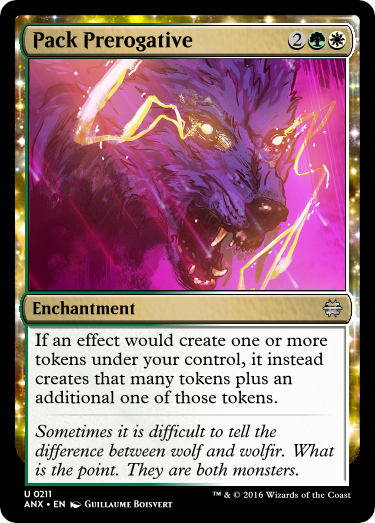 Pack Prerogative 2
Enchantment
If an effect would create one or more
tokens under your control, it instead
creates that many tokens plus an
additional one of those tokens.
Sometimes it is difficult to tell the
difference between wolf and wolfir. What
is the point. They are both monsters.
U 0211
ANX • EN Guillaume Boisvert
™ & © 2016 Wizards of the Coast